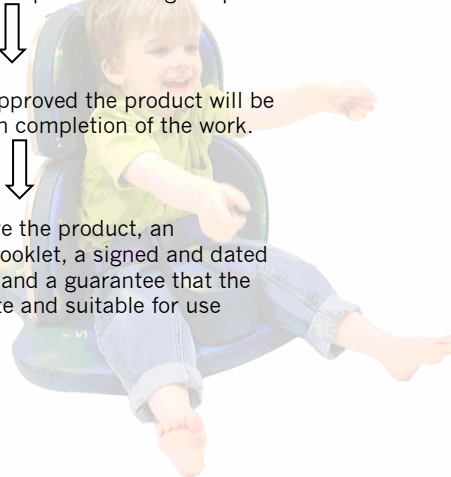 pproved the product will be
n completion of the work.
e the product, an
ooklet, a signed and dated
and a guarantee that the
te and suitable for use